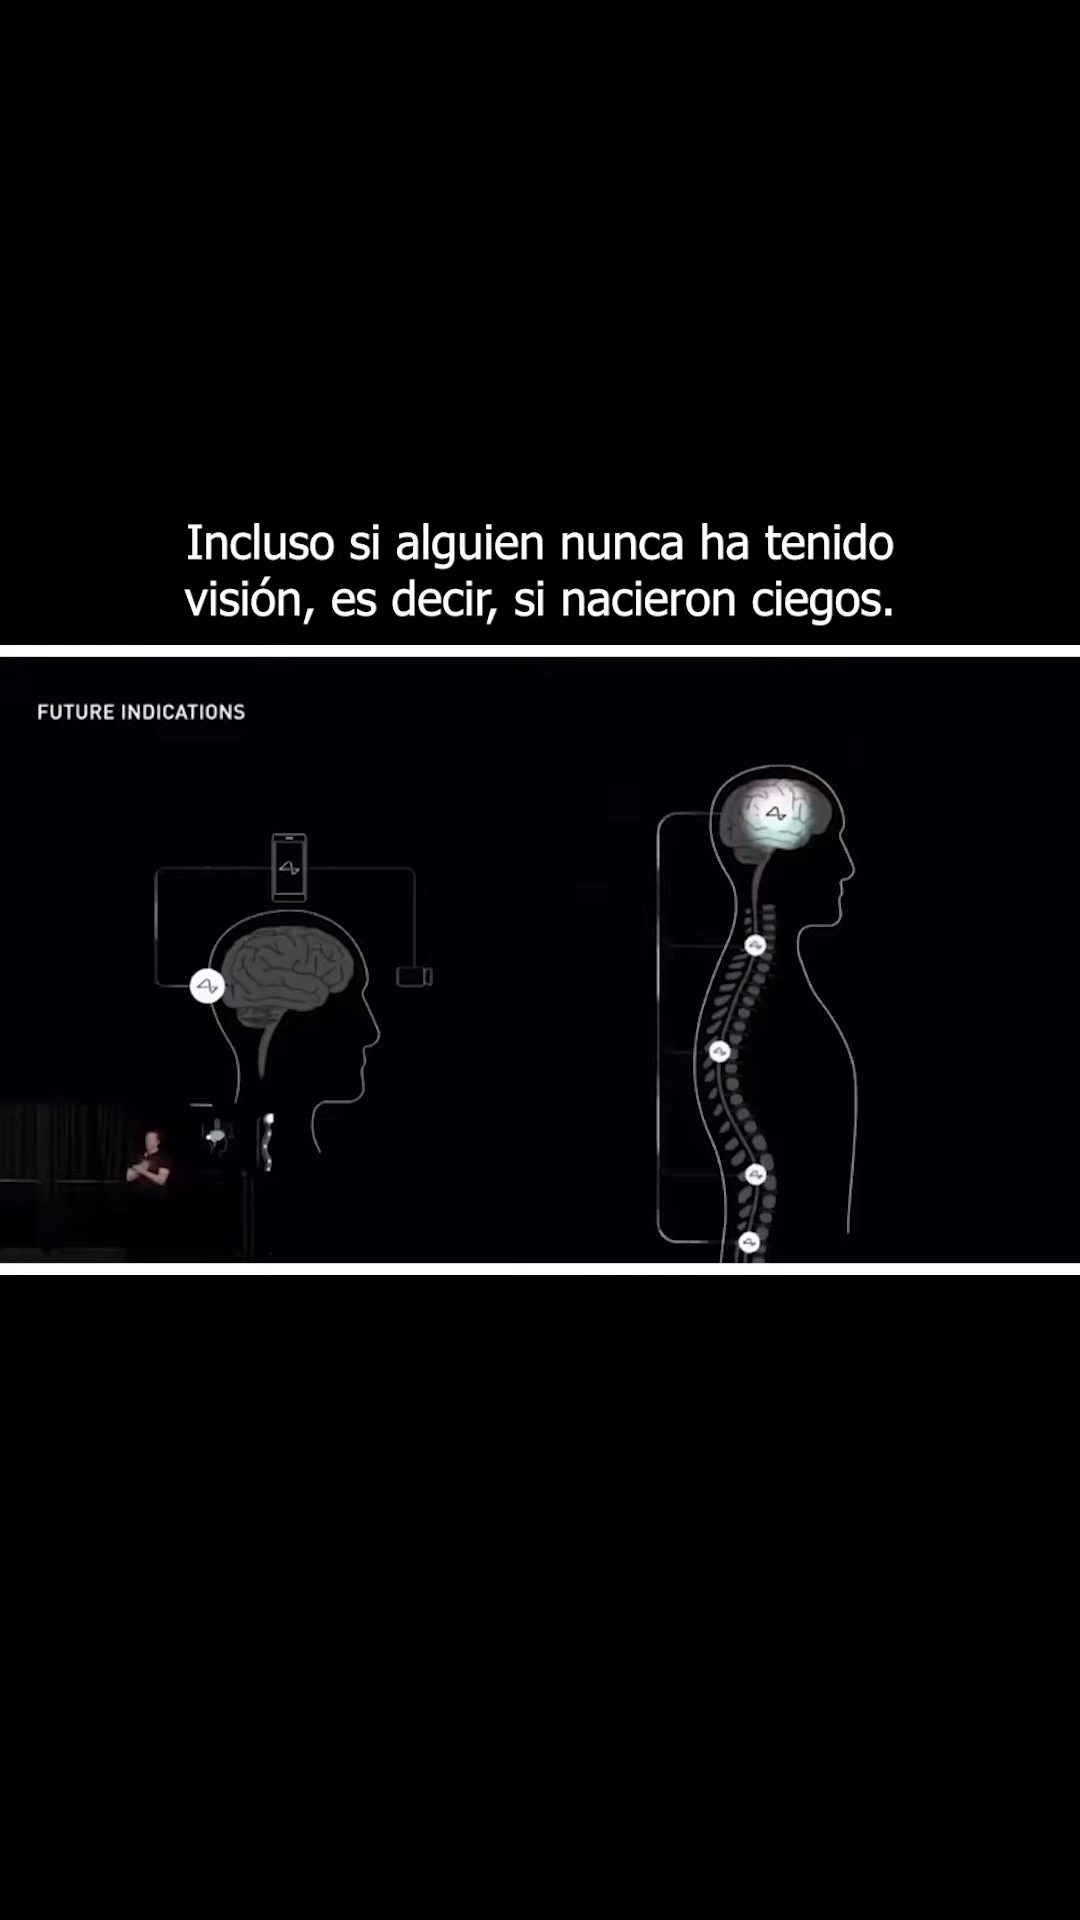 Incluso si alguien nunca ha tenido
visión, es decir, si nacieron ciegos.
FUTURE INDICATIONS